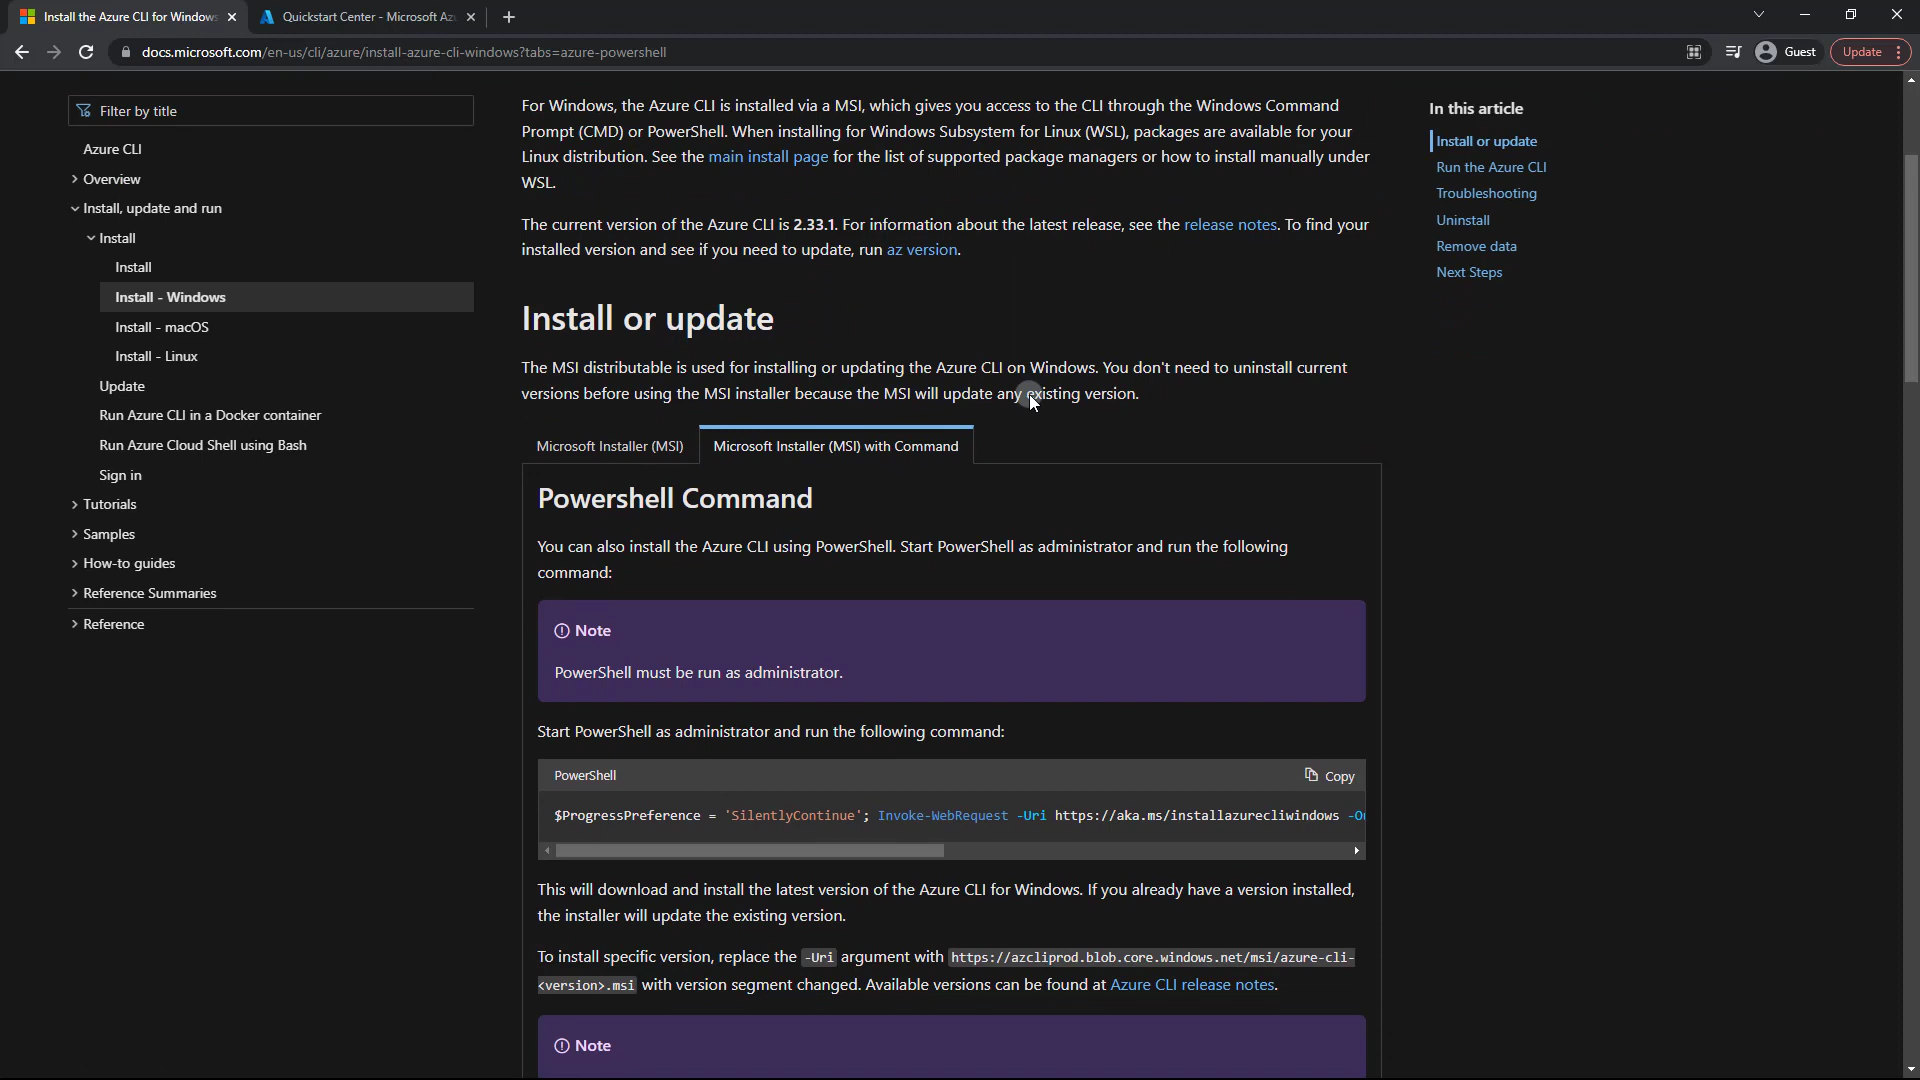 Install the Azure CLI for Windows
Quickstart Center - Microsoft Az
docs.microsoft.com/en-us/cli/azure/install-azure-cli-windows?tabs=azure-powershell
Guest
Update
Filter by title
Azure CLI
Overview
Install, update and run
Install
Install
Install - Windows
Install - macOS
Install - Linux
Update
Run Azure CLI in a Docker container
Run Azure Cloud Shell using Bash
Sign in
Tutorials
Samples
How-to guides
Reference Summaries
Reference
For Windows, the Azure CLI is installed via a MSI, which gives you access to the CLI through the Windows Command
Prompt (CMD) or PowerShell. When installing for Windows Subsystem for Linux (WSL), packages are available for your
Linux distribution. See the main install page for the list of supported package managers or how to install manually under
WSL.
The current version of the Azure CLI is 2.33.1. For information about the latest release, see the release notes. To find your
installed version and see if you need to update, run az version.
Install or update
The MSI distributable is used for installing or updating the Azure CLI on Windows. You don't need to uninstall current
versions before using the MSI installer because the MSI will update any existing version.
Microsoft Installer (MSI)
Microsoft Installer (MSI) with Command
Powershell Command
You can also install the Azure CLI using PowerShell. Start PowerShell as administrator and run the following
command:
Note
PowerShell must be run as administrator.
Start PowerShell as administrator and run the following command:
PowerShell
Copy
$ProgressPreference = 'SilentlyContinue'; Invoke-WebRequest -Uri https://aka.ms/installazurecliwindows -O
This will download and install the latest version of the Azure CLI for Windows. If you already have a version installed,
the installer will update the existing version.
To install specific version, replace the -Uri argument with https://azcliprod.blob.core.windows.net/msi/azure-cli-
<version>.msi with version segment changed. Available versions can be found at Azure CLI release notes.
Note
In this article
Install or update
Run the Azure CLI
Troubleshooting
Uninstall
Remove data
Next Steps